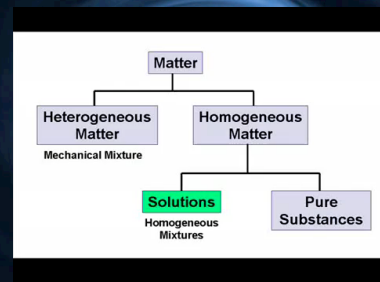 Matter
Heterogeneous
Matter
Mechanical Mixture
Homogeneous
Matter
Solutions
Homogeneous
Mixtures
Pure
Substances